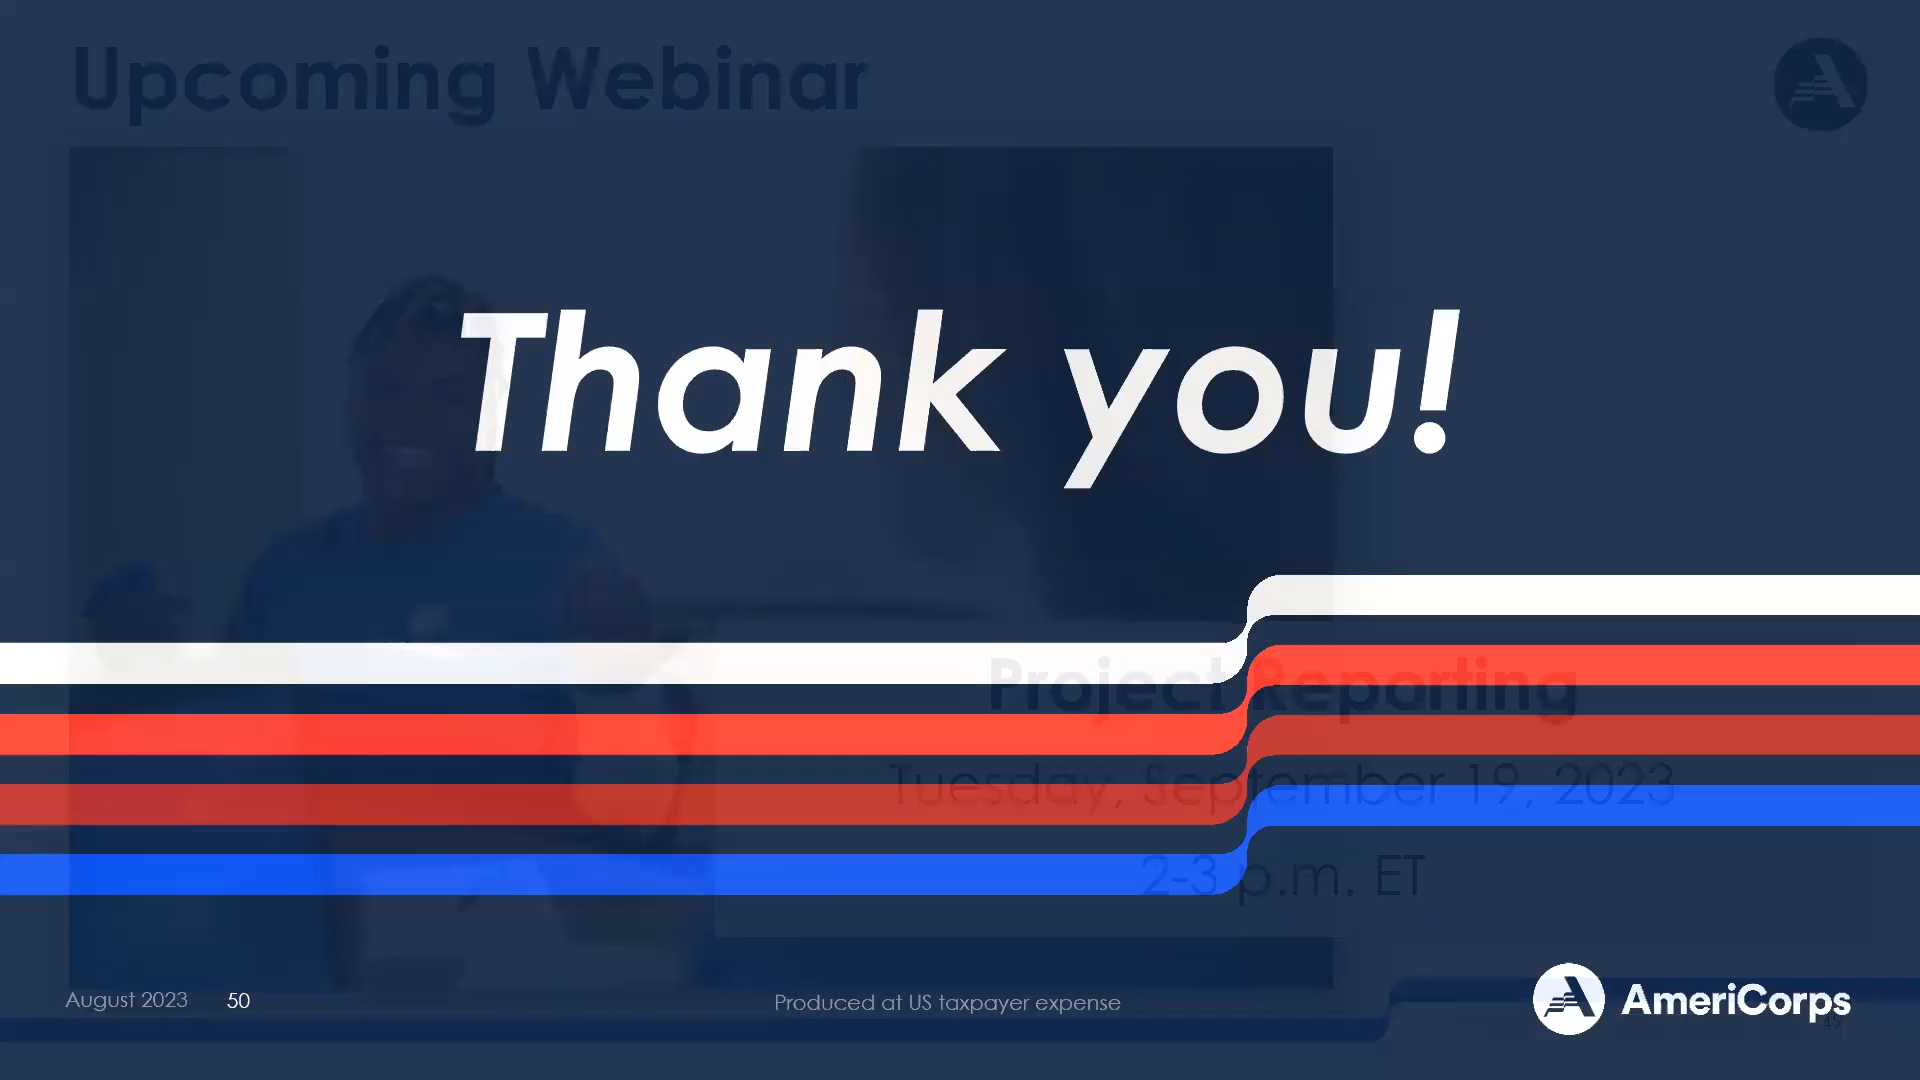 Upcoming Webinar
Thank you!
Project Reporting
Tuesday, September 19, 2023
2-3 p.m. ET
August 2023
50
Produced at US taxpayer expense
AmeriCorps
49